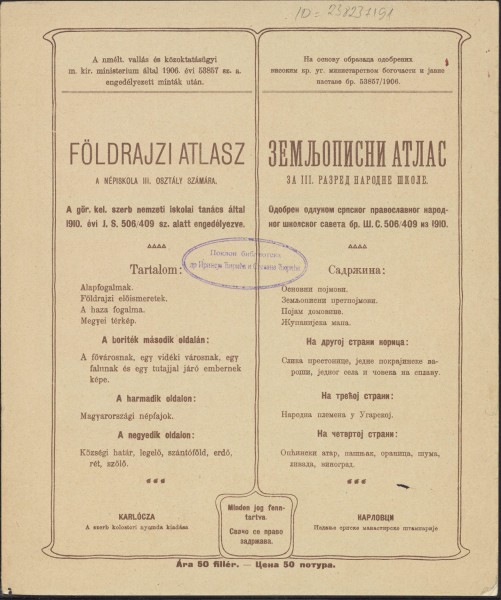 ID= 238237191
A nmélt. vallás és közoktatásügyi
m. kir. ministerium által 1906. évi 53857 sz. a.
engedélyezett minták után.
FÖLDRAJZI ATLASZ
A NÉPISKOLA III. OSZTÁLY SZÁMÁRA.
A gör. kel. szerb nemzeti iskolai tanács által
1910. évi J. S. 506/409 sz. alatt engedélyezve.
Tartalom:
Alapfogalmak.
Földrajzi előismeretek.
A haza fogalma.
Megyei térkép.
A boríték második oldalán:
A fővárosnak, egy vidéki városnak, egy
falunak és egy tutajjal járó embernek
képe.
A harmadik oldalon:
Magyarországi népfajok.
A negyedik oldalon:
Községi határ, legelő, szántóföld, erdő,
rét, szőlő.
KARLÓCZA
A szerb kolostori nyomda kiadása
На основу образаца одобрених
високим кр. уг. министарством богочасти и јавне
наставе бр. 53857/1906.
ЗЕМЉОПИСНИ АТЛАС
ЗА III. РАЗРЕД НАРОДНЕ ШКОЛЕ.
Одобрен одлуком српског православног народ-
ног школског савета бр. Ш. С. 506/409 из 1910.
Садржина:
Основни појмови.
Земљописни претпојмови.
Појам домовине.
Жупанијска мапа.
На другој страни корица:
Слика престонице, једне покрајинске ва-
роши, једног села и човека на сплаву.
На трећој страни:
Народна племена у Угарској.
На четвртој страни:
Општински атар, пашњак, ораница, шума,
ливада, виноград.
КАРЛОВЦИ
Издање српске манастирске штампарије
Поклон библиотека
Minden jog fenn-
tartva.
Свачо се право
задржава.
Ára 50 fillér. — Цена 50 потура.